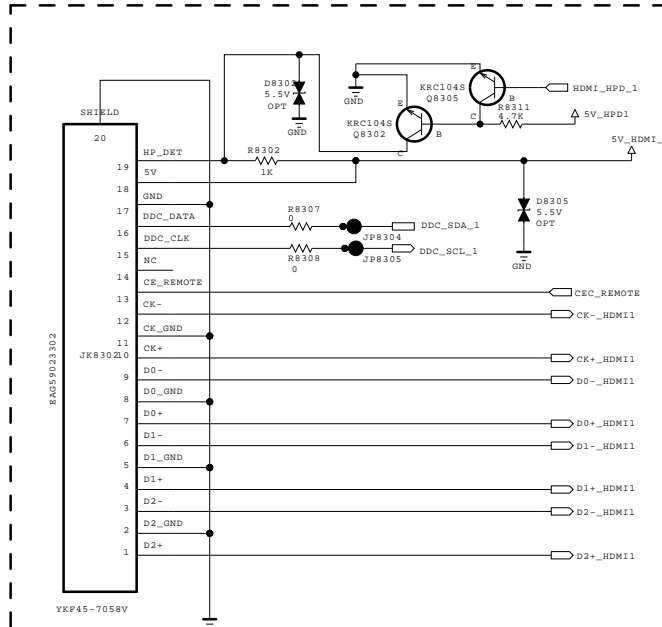 D8302
5.5V
OPT
GND
GND
KRC104S
Q8302
E
B
C
KRC104S
Q8305
E
B
C
R8311
4.7K
HDMI_HPD_1
5V_HPD1
5V_HDMI_
SHIELD
20
HP_DET
19
5V
R8302
1K
18
GND
17
DDC_DATA
R8307
0
JP8304
DDC_SDA_1
16
DDC_CLK
R8308
0
JP8305
DDC_SCL_1
D8305
5.5V
OPT
GND
15
NC
14
CE_REMOTE
CEC_REMOTE
13
CK-
CK-_HDMI1
12
CK_GND
11
JK8302
10
CK+
CK+_HDMI1
9
D0-
D0-_HDMI1
8
D0_GND
7
D0+
D0+_HDMI1
6
D1-
D1-_HDMI1
5
D1_GND
4
D1+
D1+_HDMI1
3
D2-
D2-_HDMI1
2
D2_GND
1
D2+
D2+_HDMI1
EAG59023302
YKF45-7058V